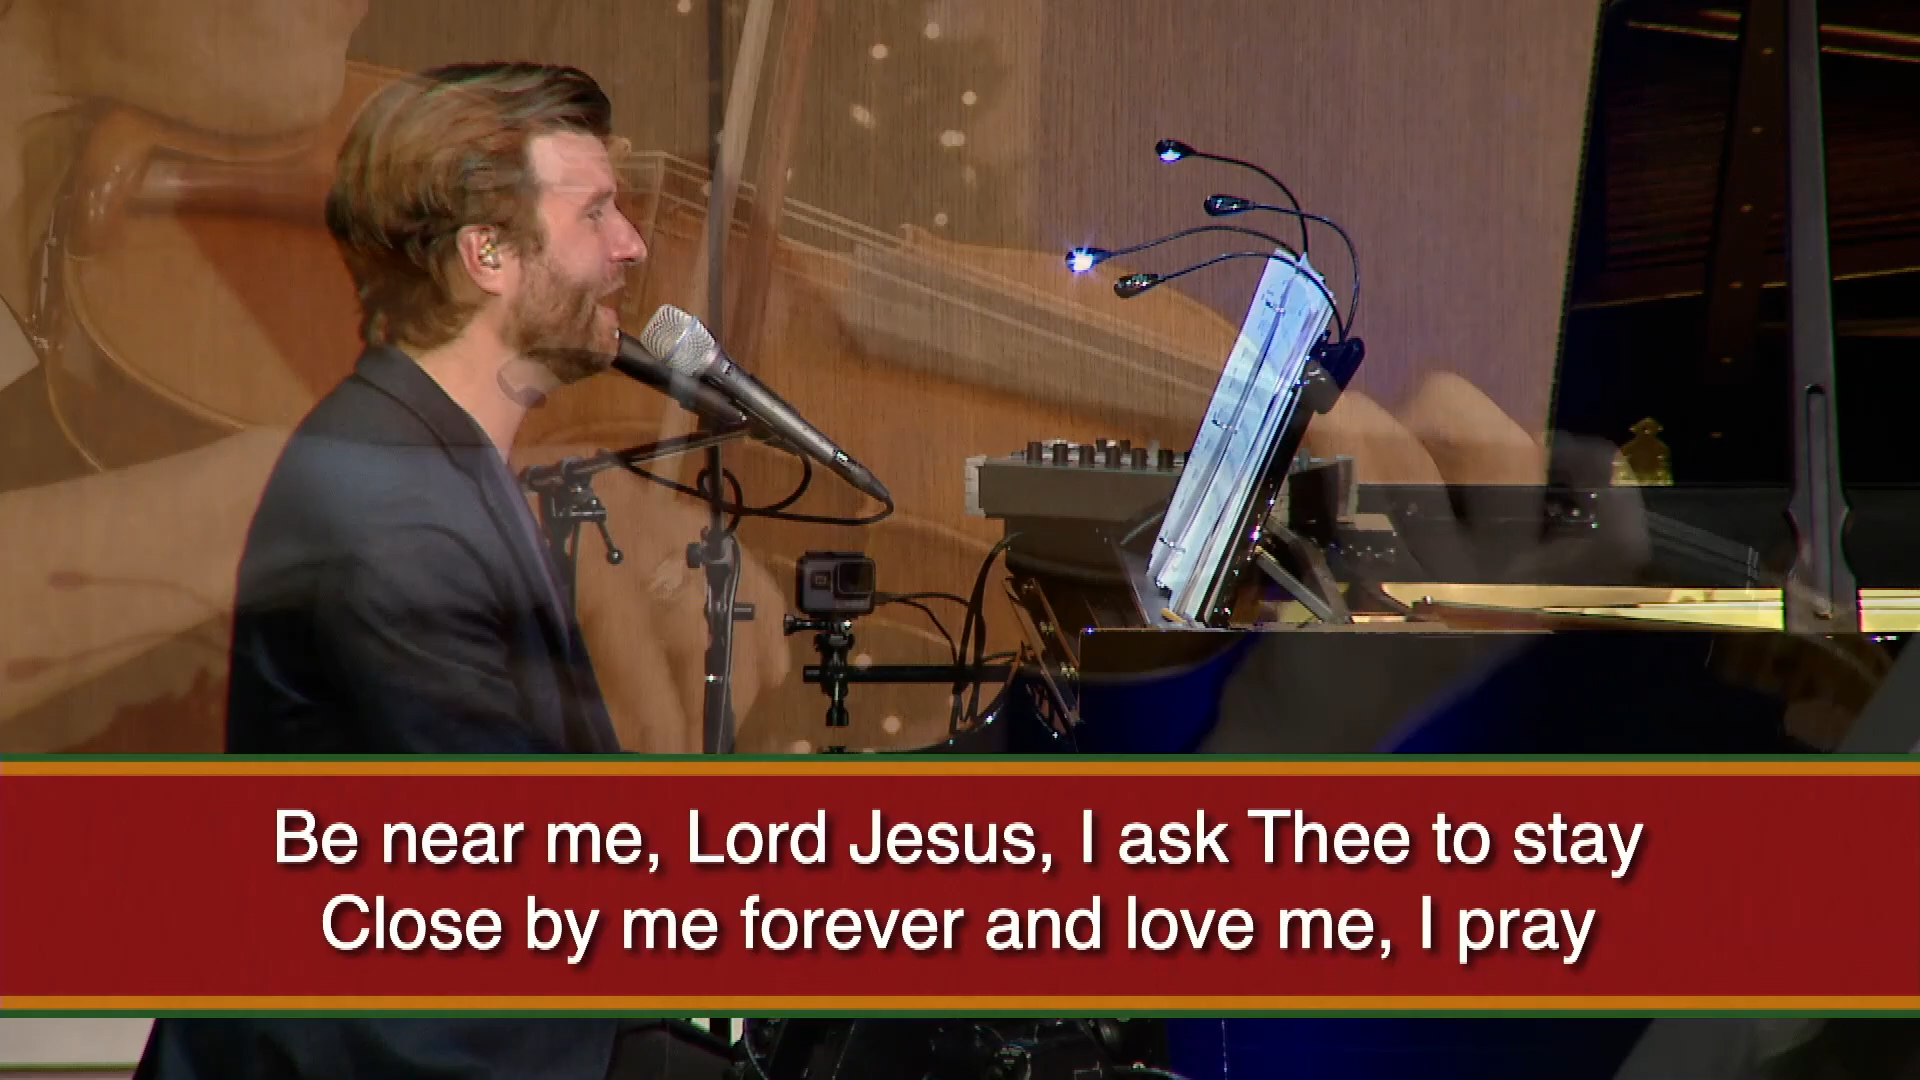 Be near me, Lord Jesus, I ask Thee to stay
Close by me forever and love me, I pray